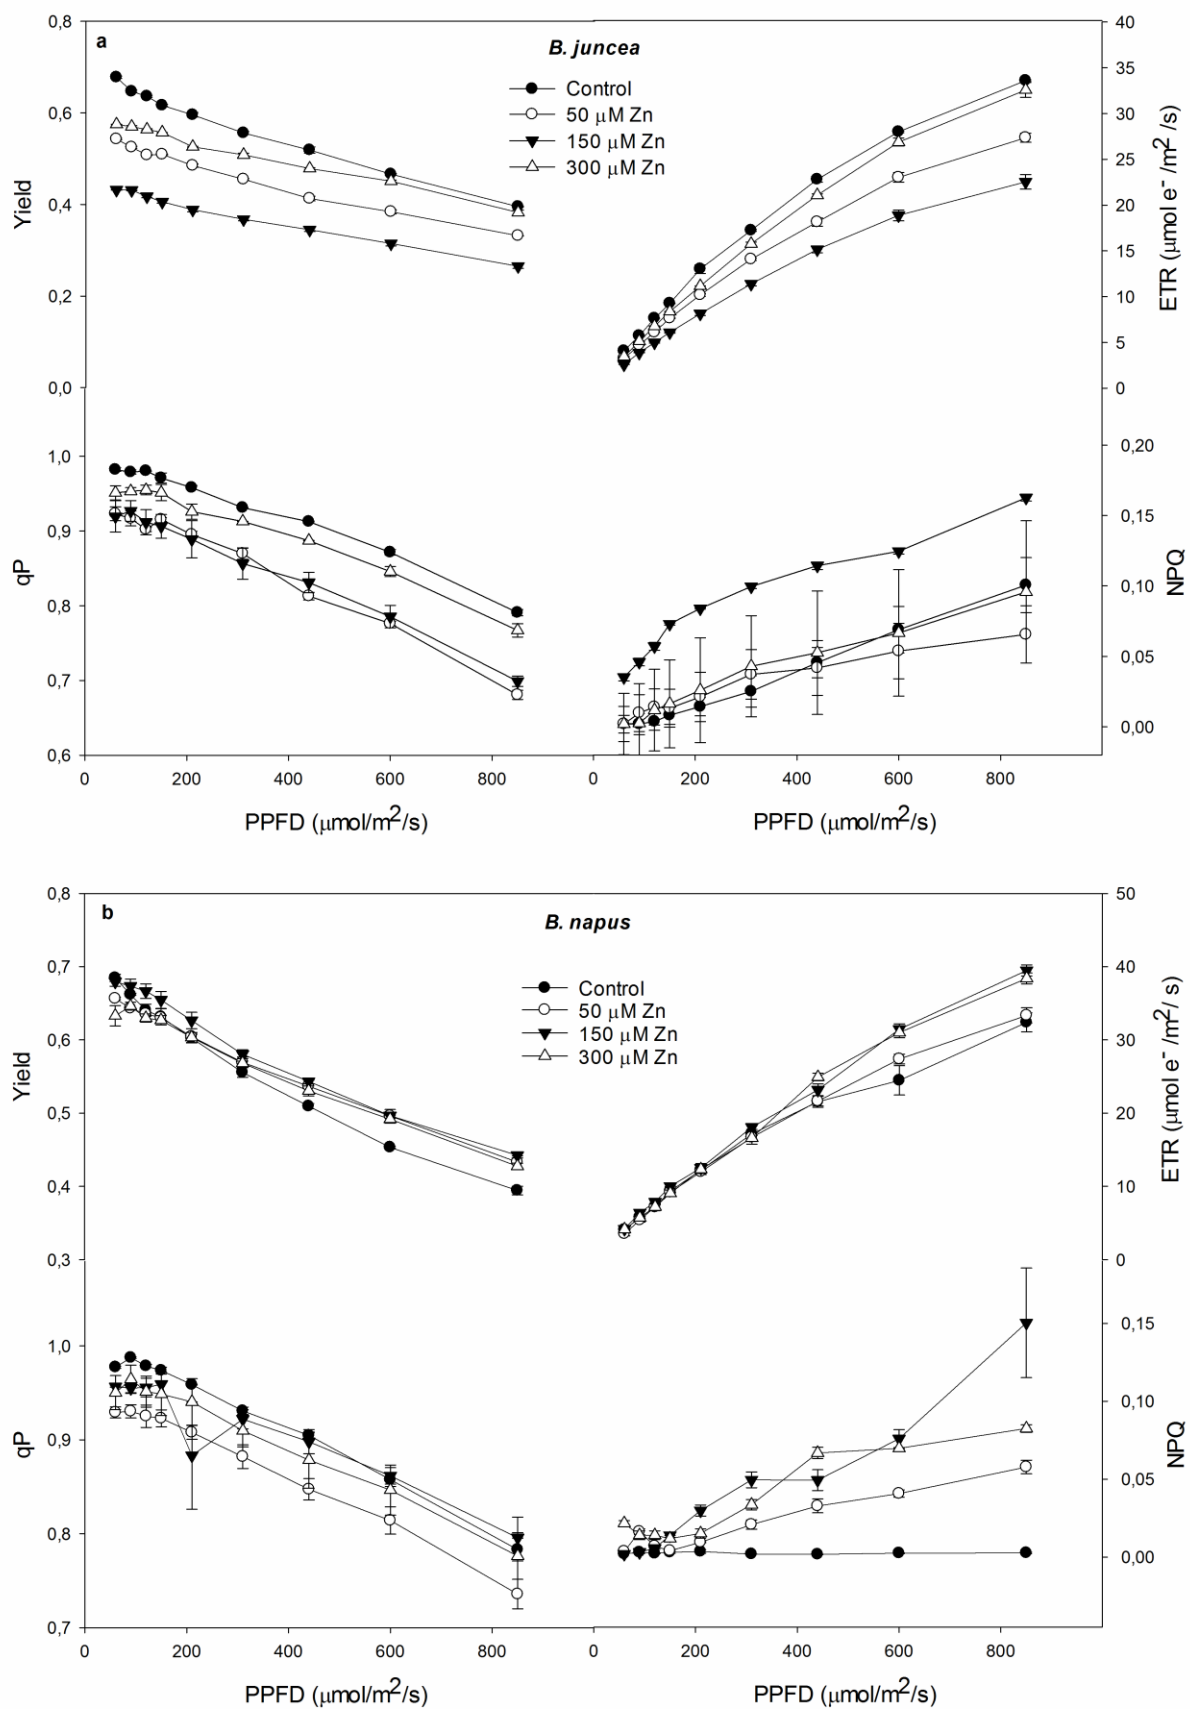 a
B. juncea
Control
50 μM Zn
150 μM Zn
300 μM Zn
0,8
0,6
0,4
0,2
0,0
Yield
40
35
30
25
20
15
10
5
0
ETR (μmol e⁻ /m² /s)
1,0
0,9
0,8
0,7
0,6
qP
0,20
0,15
0,10
0,05
0,00
NPQ
0 200 400 600 800 0 200 400 600 800
PPFD (μmol/m²/s) PPFD (μmol/m²/s)
b
B. napus
Control
50 μM Zn
150 μM Zn
300 μM Zn
0,8
0,7
0,6
0,5
0,4
0,3
Yield
50
40
30
20
10
0
ETR (μmol e⁻ /m²/ s)
1,0
0,9
0,8
0,7
qP
0,15
0,10
0,05
0,00
NPQ
0 200 400 600 800 0 200 400 600 800
PPFD (μmol/m²/s) PPFD (μmol/m²/s)